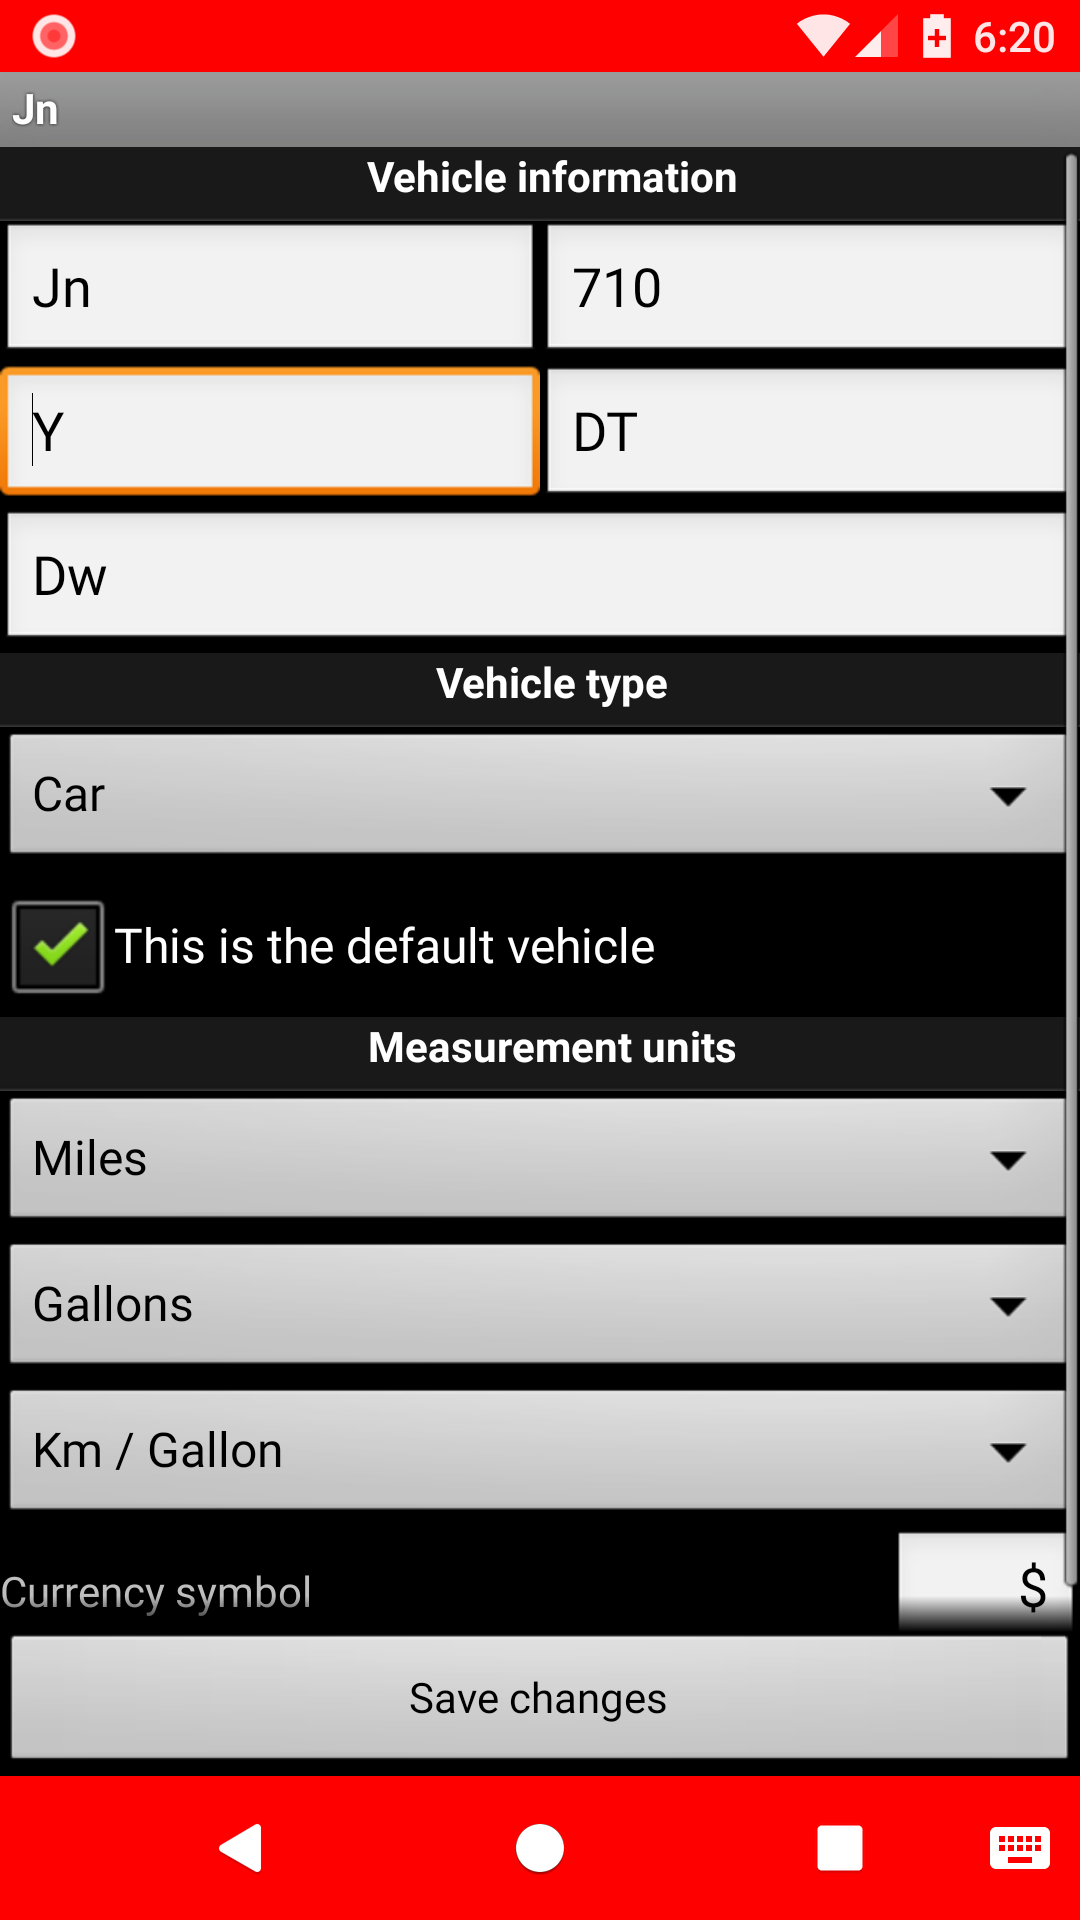 6:20
Jn
Vehicle information
Jn
710
Y
DT
Dw
Vehicle type
Car
This is the default vehicle
Measurement units
Miles
Gallons
Km / Gallon
Currency symbol
$
Save changes